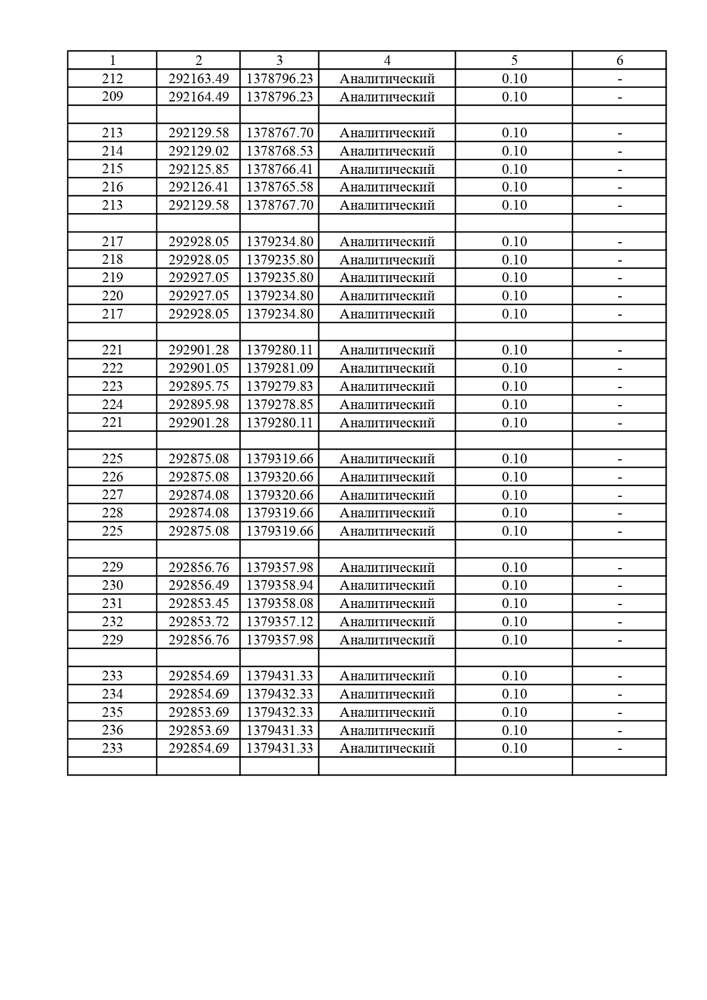 1 2 3 4 5 6
212 292163.49 1378796.23 Аналитический 0.10 -
209 292164.49 1378796.23 Аналитический 0.10 -
213 292129.58 1378767.70 Аналитический 0.10 -
214 292129.02 1378768.53 Аналитический 0.10 -
215 292125.85 1378766.41 Аналитический 0.10 -
216 292126.41 1378765.58 Аналитический 0.10 -
213 292129.58 1378767.70 Аналитический 0.10 -
217 292928.05 1379234.80 Аналитический 0.10 -
218 292928.05 1379235.80 Аналитический 0.10 -
219 292927.05 1379235.80 Аналитический 0.10 -
220 292927.05 1379234.80 Аналитический 0.10 -
217 292928.05 1379234.80 Аналитический 0.10 -
221 292901.28 1379280.11 Аналитический 0.10 -
222 292901.05 1379281.09 Аналитический 0.10 -
223 292895.75 1379279.83 Аналитический 0.10 -
224 292895.98 1379278.85 Аналитический 0.10 -
221 292901.28 1379280.11 Аналитический 0.10 -
225 292875.08 1379319.66 Аналитический 0.10 -
226 292875.08 1379320.66 Аналитический 0.10 -
227 292874.08 1379320.66 Аналитический 0.10 -
228 292874.08 1379319.66 Аналитический 0.10 -
225 292875.08 1379319.66 Аналитический 0.10 -
229 292856.76 1379357.98 Аналитический 0.10 -
230 292856.49 1379358.94 Аналитический 0.10 -
231 292853.45 1379358.08 Аналитический 0.10 -
232 292853.72 1379357.12 Аналитический 0.10 -
229 292856.76 1379357.98 Аналитический 0.10 -
233 292854.69 1379431.33 Аналитический 0.10 -
234 292854.69 1379432.33 Аналитический 0.10 -
235 292853.69 1379432.33 Аналитический 0.10 -
236 292853.69 1379431.33 Аналитический 0.10 -
233 292854.69 1379431.33 Аналитический 0.10 -